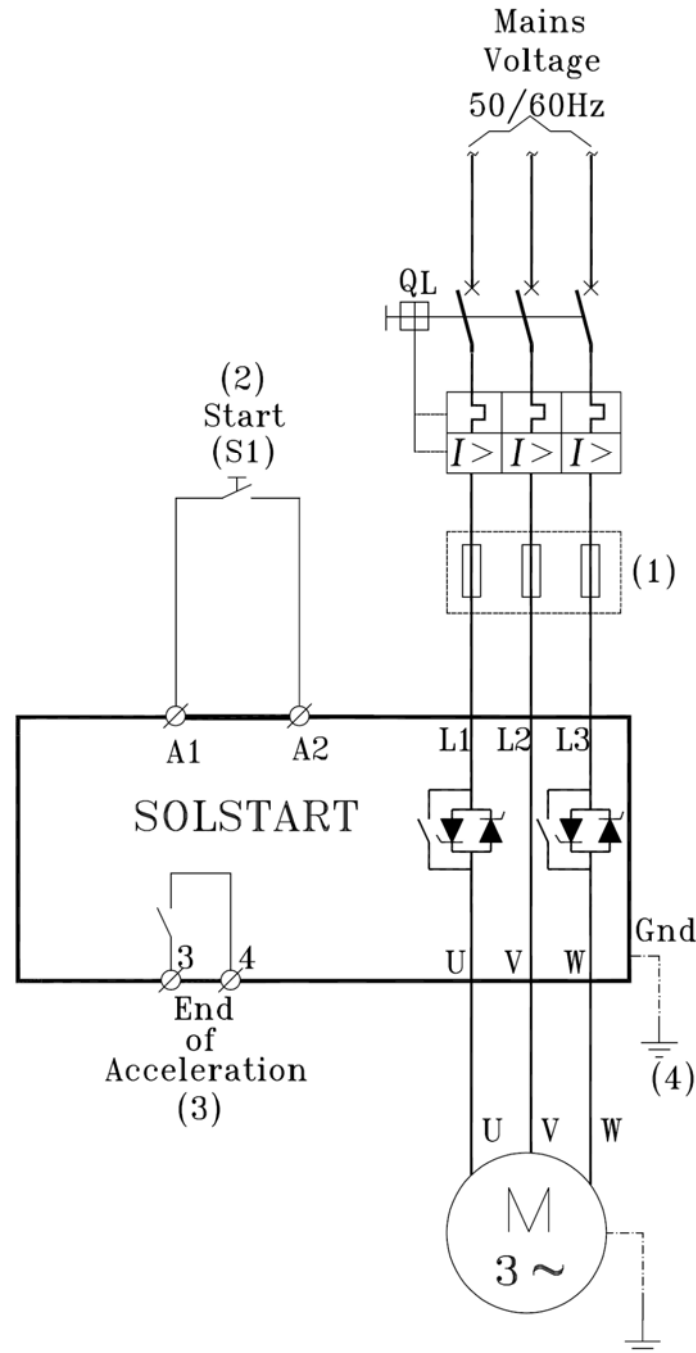 Mains
Voltage
50/60Hz
QL
(2)
Start
(S1)
I > I > I >
(1)
A1 A2 L1 L2 L3
SOLSTART
Gnd
3 4 U V W
End
of
Acceleration
(3)
(4)
U V W
M
3 ~